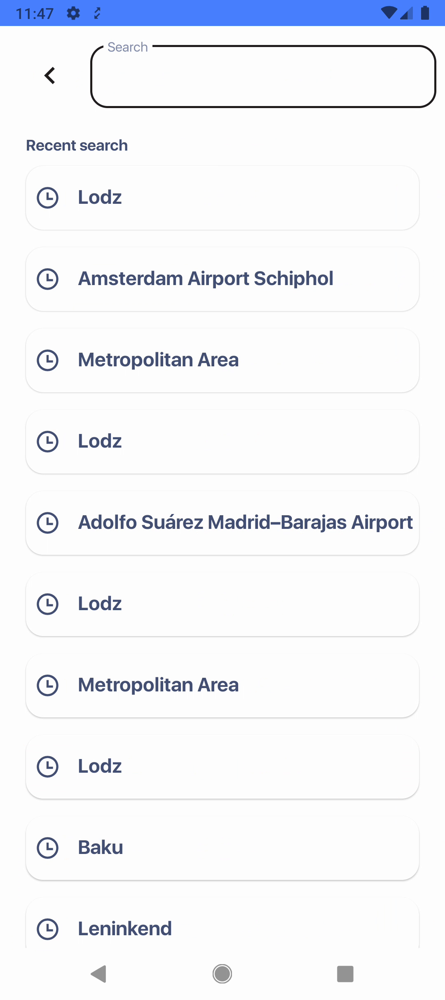 11:47
Search
Recent search
Lodz
Amsterdam Airport Schiphol
Metropolitan Area
Lodz
Adolfo Suárez Madrid–Barajas Airport
Lodz
Metropolitan Area
Lodz
Baku
Leninkend